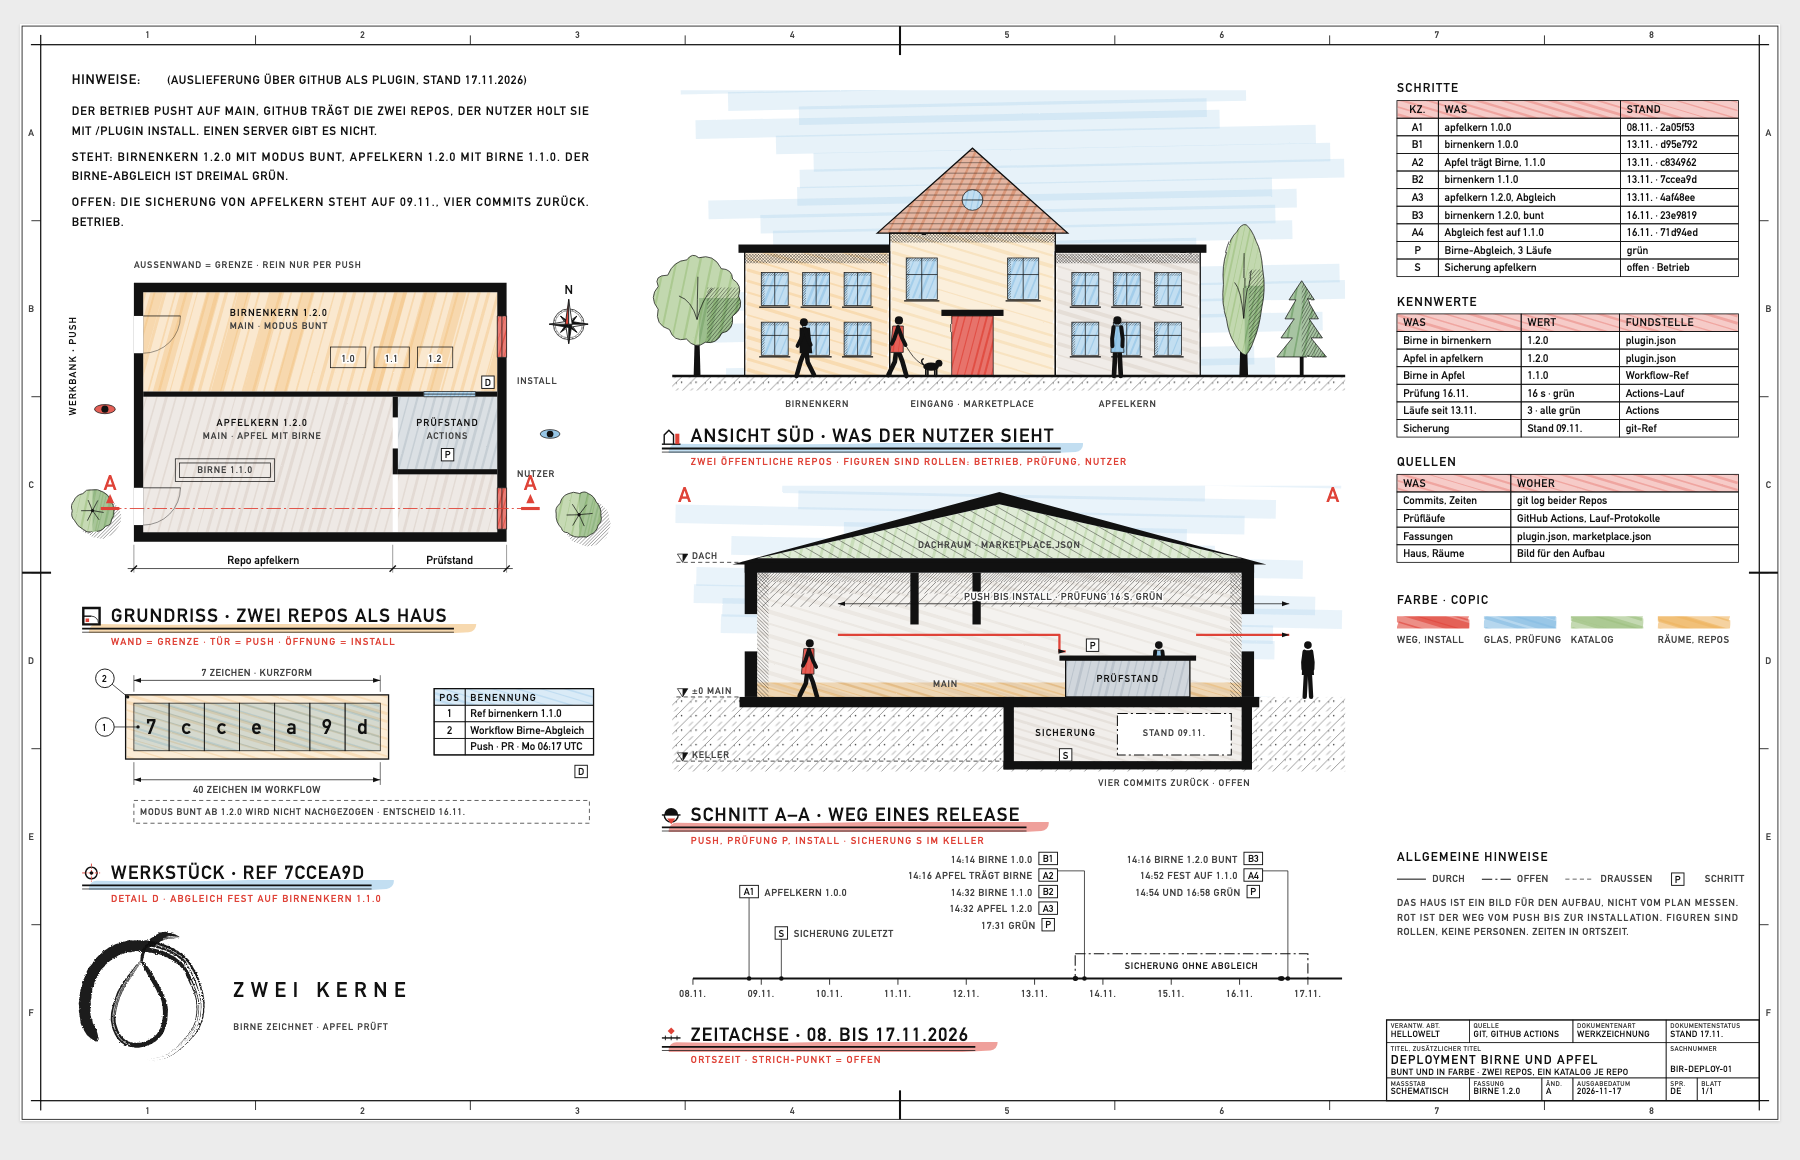 1 2 3 4 5 6 7 8
A
B
C
D
E
F
HINWEISE: (AUSLIEFERUNG ÜBER GITHUB ALS PLUGIN, STAND 17.11.2026)
DER BETRIEB PUSHT AUF MAIN, GITHUB TRÄGT DIE ZWEI REPOS, DER NUTZER HOLT SIE
MIT /PLUGIN INSTALL. EINEN SERVER GIBT ES NICHT.
STEHT: BIRNENKERN 1.2.0 MIT MODUS BUNT, APFELKERN 1.2.0 MIT BIRNE 1.1.0. DER
BIRNE-ABGLEICH IST DREIMAL GRÜN.
OFFEN: DIE SICHERUNG VON APFELKERN STEHT AUF 09.11., VIER COMMITS ZURÜCK.
BETRIEB.
AUSSENWAND = GRENZE · REIN NUR PER PUSH
WERKBANK · PUSH
BIRNENKERN 1.2.0
MAIN · MODUS BUNT
1.0 1.1 1.2
D
N
INSTALL
APFELKERN 1.2.0
MAIN · APFEL MIT BIRNE
BIRNE 1.1.0
PRÜFSTAND
ACTIONS
P
NUTZER
A A
Repo apfelkern Prüfstand
GRUNDRISS · ZWEI REPOS ALS HAUS
WAND = GRENZE · TÜR = PUSH · ÖFFNUNG = INSTALL
7 ZEICHEN · KURZFORM
2
1
7 c c e a 9 d
40 ZEICHEN IM WORKFLOW
POS BENENNUNG
1 Ref birnenkern 1.1.0
2 Workflow Birne-Abgleich
Push · PR · Mo 06:17 UTC
D
MODUS BUNT AB 1.2.0 WIRD NICHT NACHGEZOGEN · ENTSCHEID 16.11.
WERKSTÜCK · REF 7CCEA9D
DETAIL D · ABGLEICH FEST AUF BIRNENKERN 1.1.0
ZWEI KERNE
BIRNE ZEICHNET · APFEL PRÜFT
BIRNENKERN EINGANG · MARKETPLACE APFELKERN
ANSICHT SÜD · WAS DER NUTZER SIEHT
ZWEI ÖFFENTLICHE REPOS · FIGUREN SIND ROLLEN: BETRIEB, PRÜFUNG, NUTZER
A A
DACHRAUM · MARKETPLACE.JSON
DACH
PUSH BIS INSTALL · PRÜFUNG 16 S, GRÜN
P
PRÜFSTAND
MAIN
±0 MAIN
SICHERUNG
S
STAND 09.11.
KELLER
VIER COMMITS ZURÜCK · OFFEN
SCHNITT A–A · WEG EINES RELEASE
PUSH, PRÜFUNG P, INSTALL · SICHERUNG S IM KELLER
14:14 BIRNE 1.0.0 B1
14:16 APFEL TRÄGT BIRNE A2
14:32 BIRNE 1.1.0 B2
14:32 APFEL 1.2.0 A3
17:31 GRÜN P
14:16 BIRNE 1.2.0 BUNT B3
14:52 FEST AUF 1.1.0 A4
14:54 UND 16:58 GRÜN P
A1 APFELKERN 1.0.0
S SICHERUNG ZULETZT
SICHERUNG OHNE ABGLEICH
08.11. 09.11. 10.11. 11.11. 12.11. 13.11. 14.11. 15.11. 16.11. 17.11.
ZEITACHSE · 08. BIS 17.11.2026
ORTSZEIT · STRICH-PUNKT = OFFEN
SCHRITTE
KZ. WAS STAND
A1 apfelkern 1.0.0 08.11. · 2a05f53
B1 birnenkern 1.0.0 13.11. · d95e792
A2 Apfel trägt Birne, 1.1.0 13.11. · c834962
B2 birnenkern 1.1.0 13.11. · 7ccea9d
A3 apfelkern 1.2.0, Abgleich 13.11. · 4af48ee
B3 birnenkern 1.2.0, bunt 16.11. · 23e9819
A4 Abgleich fest auf 1.1.0 16.11. · 71d94ed
P Birne-Abgleich, 3 Läufe grün
S Sicherung apfelkern offen · Betrieb
KENNWERTE
WAS WERT FUNDSTELLE
Birne in birnenkern 1.2.0 plugin.json
Apfel in apfelkern 1.2.0 plugin.json
Birne in Apfel 1.1.0 Workflow-Ref
Prüfung 16.11. 16 s · grün Actions-Lauf
Läufe seit 13.11. 3 · alle grün Actions
Sicherung Stand 09.11. git-Ref
QUELLEN
WAS WOHER
Commits, Zeiten git log beider Repos
Prüfläufe GitHub Actions, Lauf-Protokolle
Fassungen plugin.json, marketplace.json
Haus, Räume Bild für den Aufbau
FARBE · COPIC
WEG, INSTALL GLAS, PRÜFUNG KATALOG RÄUME, REPOS
ALLGEMEINE HINWEISE
DURCH OFFEN DRAUSSEN P SCHRITT
DAS HAUS IST EIN BILD FÜR DEN AUFBAU, NICHT VOM PLAN MESSEN.
ROT IST DER WEG VOM PUSH BIS ZUR INSTALLATION. FIGUREN SIND
ROLLEN, KEINE PERSONEN. ZEITEN IN ORTSZEIT.
VERANTW. ABT. QUELLE DOKUMENTENART DOKUMENTENSTATUS
HELLOWELT GIT, GITHUB ACTIONS WERKZEICHNUNG STAND 17.11.
TITEL, ZUSÄTZLICHER TITEL SACHNUMMER
DEPLOYMENT BIRNE UND APFEL
BUNT UND IN FARBE · ZWEI REPOS, EIN KATALOG JE REPO BIR-DEPLOY-01
MASSSTAB FASSUNG ÄND. AUSGABEDATUM SPR. BLATT
SCHEMATISCH BIRNE 1.2.0 A 2026-11-17 DE 1/1
A
B
C
D
E
F
1 2 3 4 5 6 7 8